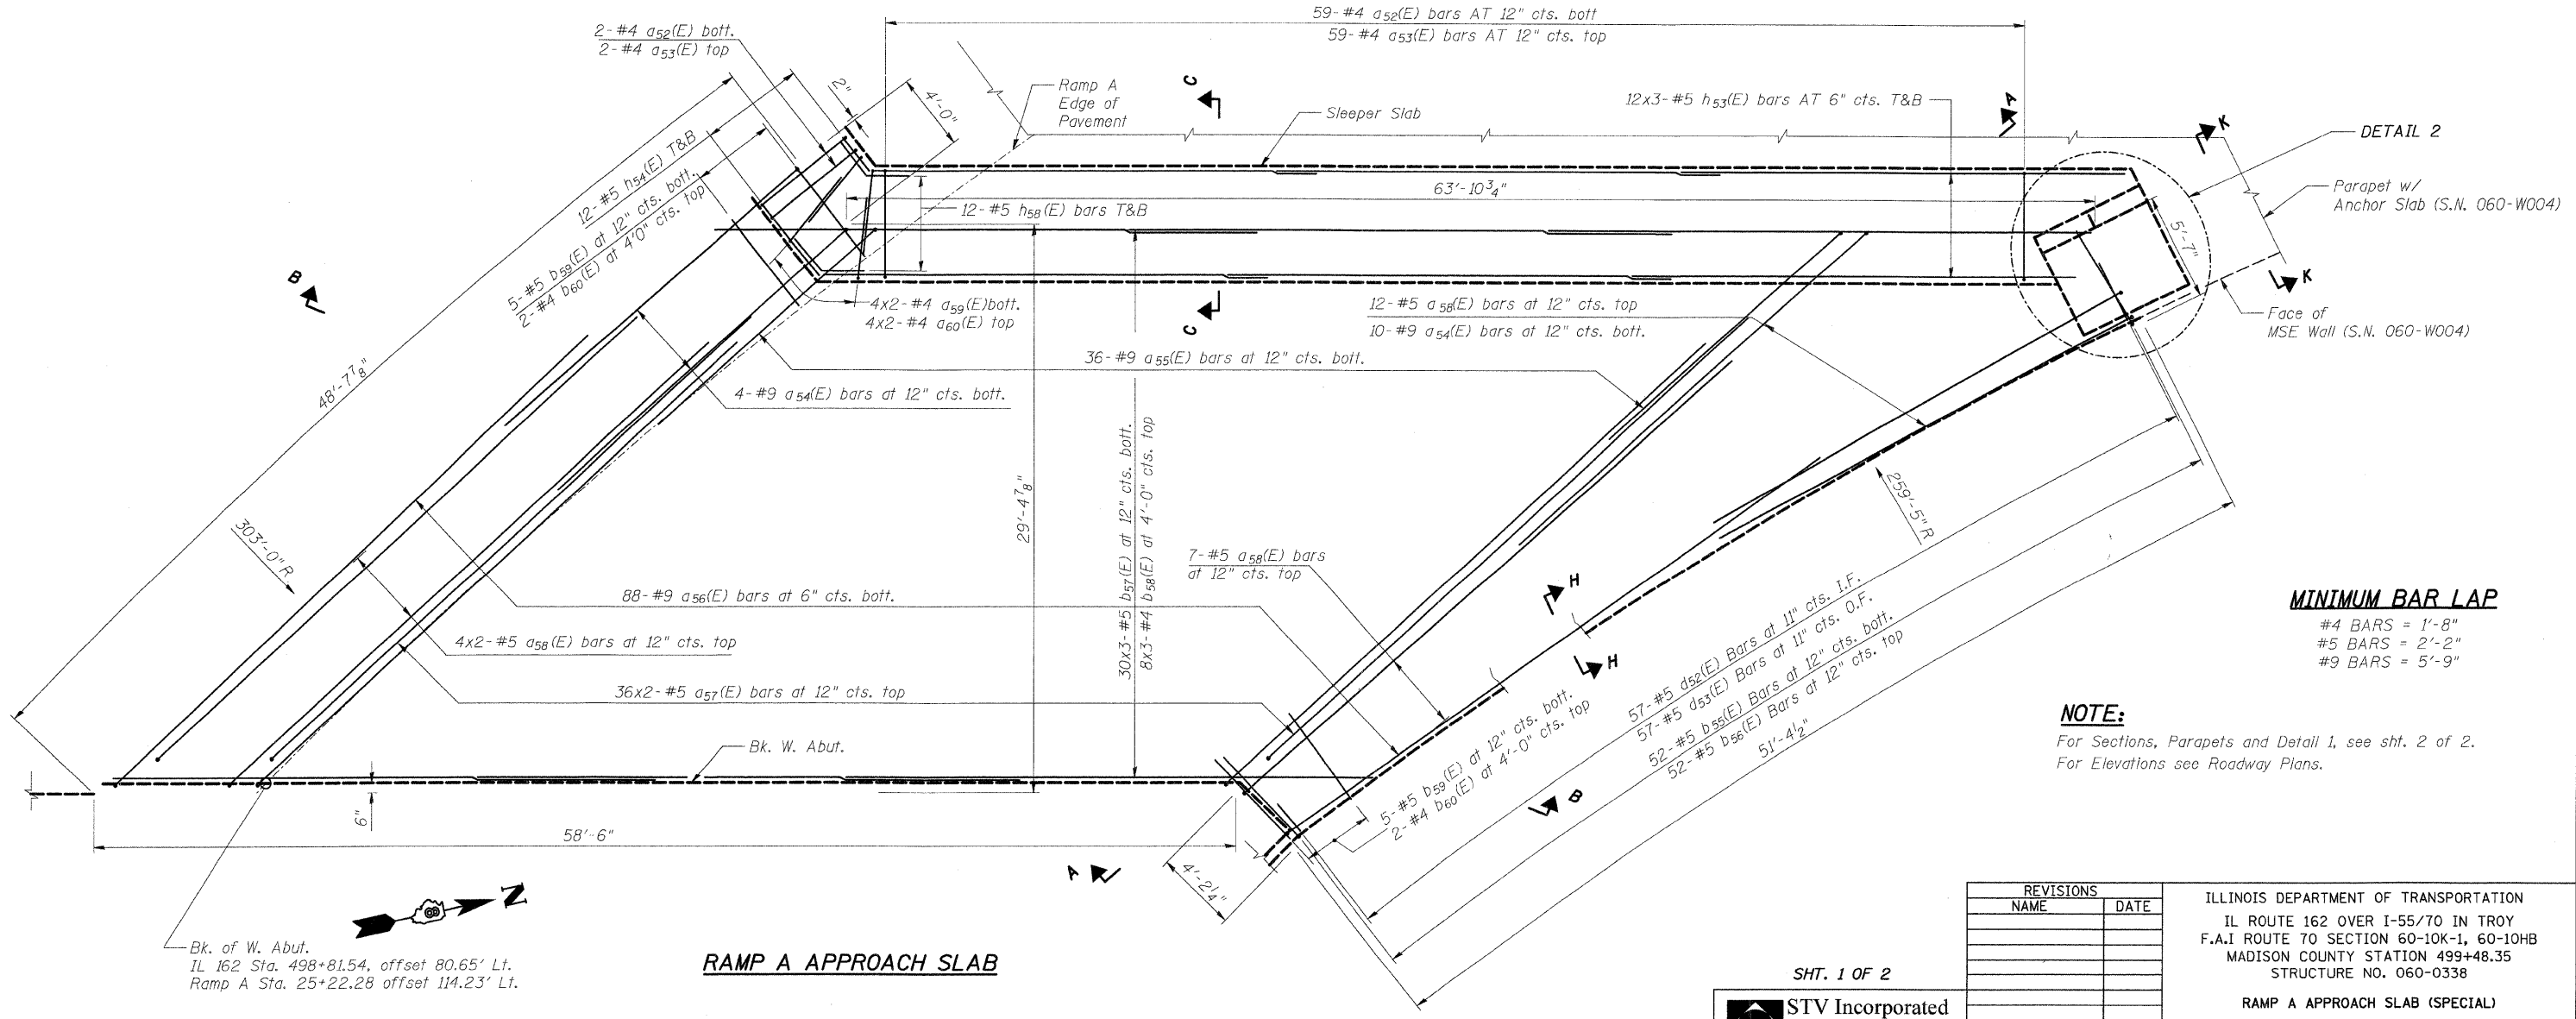 59-#4 a52(E) bars AT 12" cts. bott
59-#4 a53(E) bars AT 12" cts. top
2-#4 a52(E) bott.
2-#4 a53(E) top
2"
4'-0"
Ramp A
Edge of
Pavement
C
Sleeper Slab
12x3-#5 h53(E) bars AT 6" cts. T&B
A
K
DETAIL 2
Parapet w/
Anchor Slab (S.N. 060-W004)
12-#5 h54(E) T&B
5-#5 b59(E) at 12" cts. bott.
2-#4 b60(E) at 4'0" cts. top
63'-10 3/4"
12-#5 h58(E) bars T&B
5'-7"
K
B
4x2-#4 a59(E)bott.
4x2-#4 a60(E) top
C
12-#5 a58(E) bars at 12" cts. top
10-#9 a54(E) bars at 12" cts. bott.
Face of
MSE Wall (S.N. 060-W004)
36-#9 a55(E) bars at 12" cts. bott.
48'-7 7/8"
4-#9 a54(E) bars at 12" cts. bott.
29'-4 7/8"
30x3-#5 b57(E) at 12" cts. bott.
8x3-#4 b58(E) at 4'-0" cts. top
259'-5" R
303'-0" R
7-#5 a58(E) bars
at 12" cts. top
H
88-#9 a56(E) bars at 6" cts. bott.
4x2-#5 a58(E) bars at 12" cts. top
H
36x2-#5 a57(E) bars at 12" cts. top
57-#5 d52(E) Bars at 11" cts. I.F.
57-#5 d53(E) Bars at 11" cts. O.F.
52-#5 b55(E) Bars at 12" cts. bott.
52-#5 b56(E) Bars at 12" cts. top
51'-4 1/2"
MINIMUM BAR LAP
#4 BARS = 1'-8"
#5 BARS = 2'-2"
#9 BARS = 5'-9"
NOTE:
For Sections, Parapets and Detail 1, see sht. 2 of 2.
For Elevations see Roadway Plans.
Bk. W. Abut.
5-#5 b59(E) at 12" cts. bott.
2-#4 b60(E) at 4'-0" cts. top
6"
58'-6"
B
A
4'-2 1/4"
N
Bk. of W. Abut.
IL 162 Sta. 498+81.54, offset 80.65' Lt.
Ramp A Sta. 25+22.28 offset 114.23' Lt.
RAMP A APPROACH SLAB
SHT. 1 OF 2
STV Incorporated
REVISIONS
NAME DATE
ILLINOIS DEPARTMENT OF TRANSPORTATION
IL ROUTE 162 OVER I-55/70 IN TROY
F.A.I ROUTE 70 SECTION 60-10K-1, 60-10HB
MADISON COUNTY STATION 499+48.35
STRUCTURE NO. 060-0338
RAMP A APPROACH SLAB (SPECIAL)